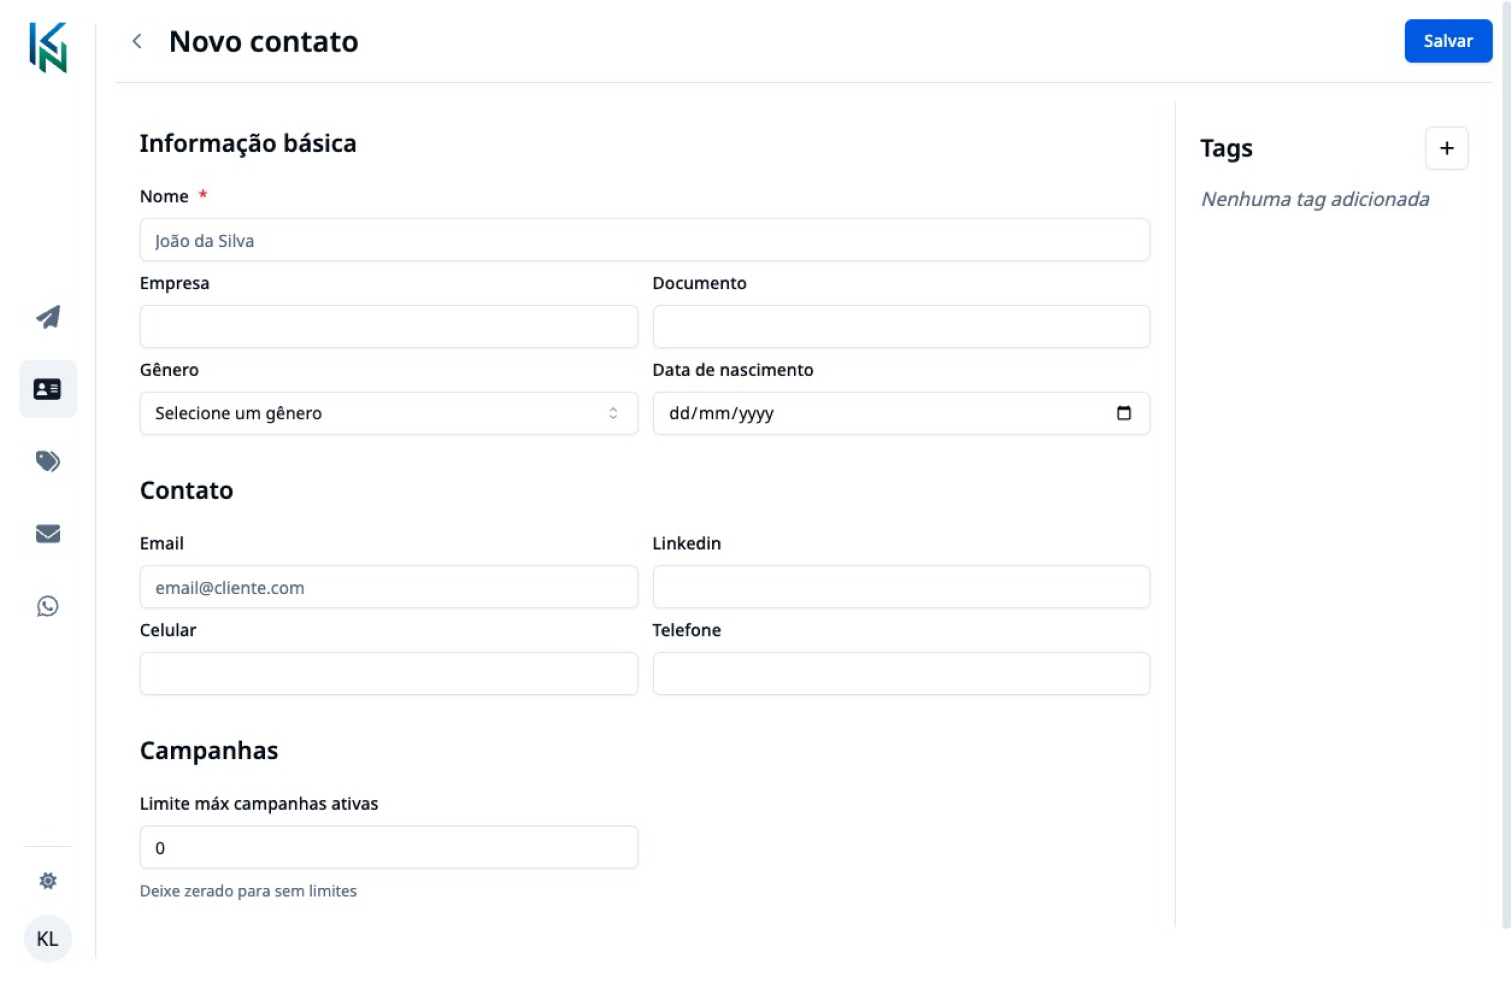 Novo contato
Salvar
Informação básica
Nome *
João da Silva
Empresa
Documento
Gênero
Selecione um gênero
Data de nascimento
dd/mm/yyyy
Contato
Email
email@cliente.com
Linkedin
Celular
Telefone
Campanhas
Limite máx campanhas ativas
0
Deixe zerado para sem limites
Tags
+
Nenhuma tag adicionada
KL